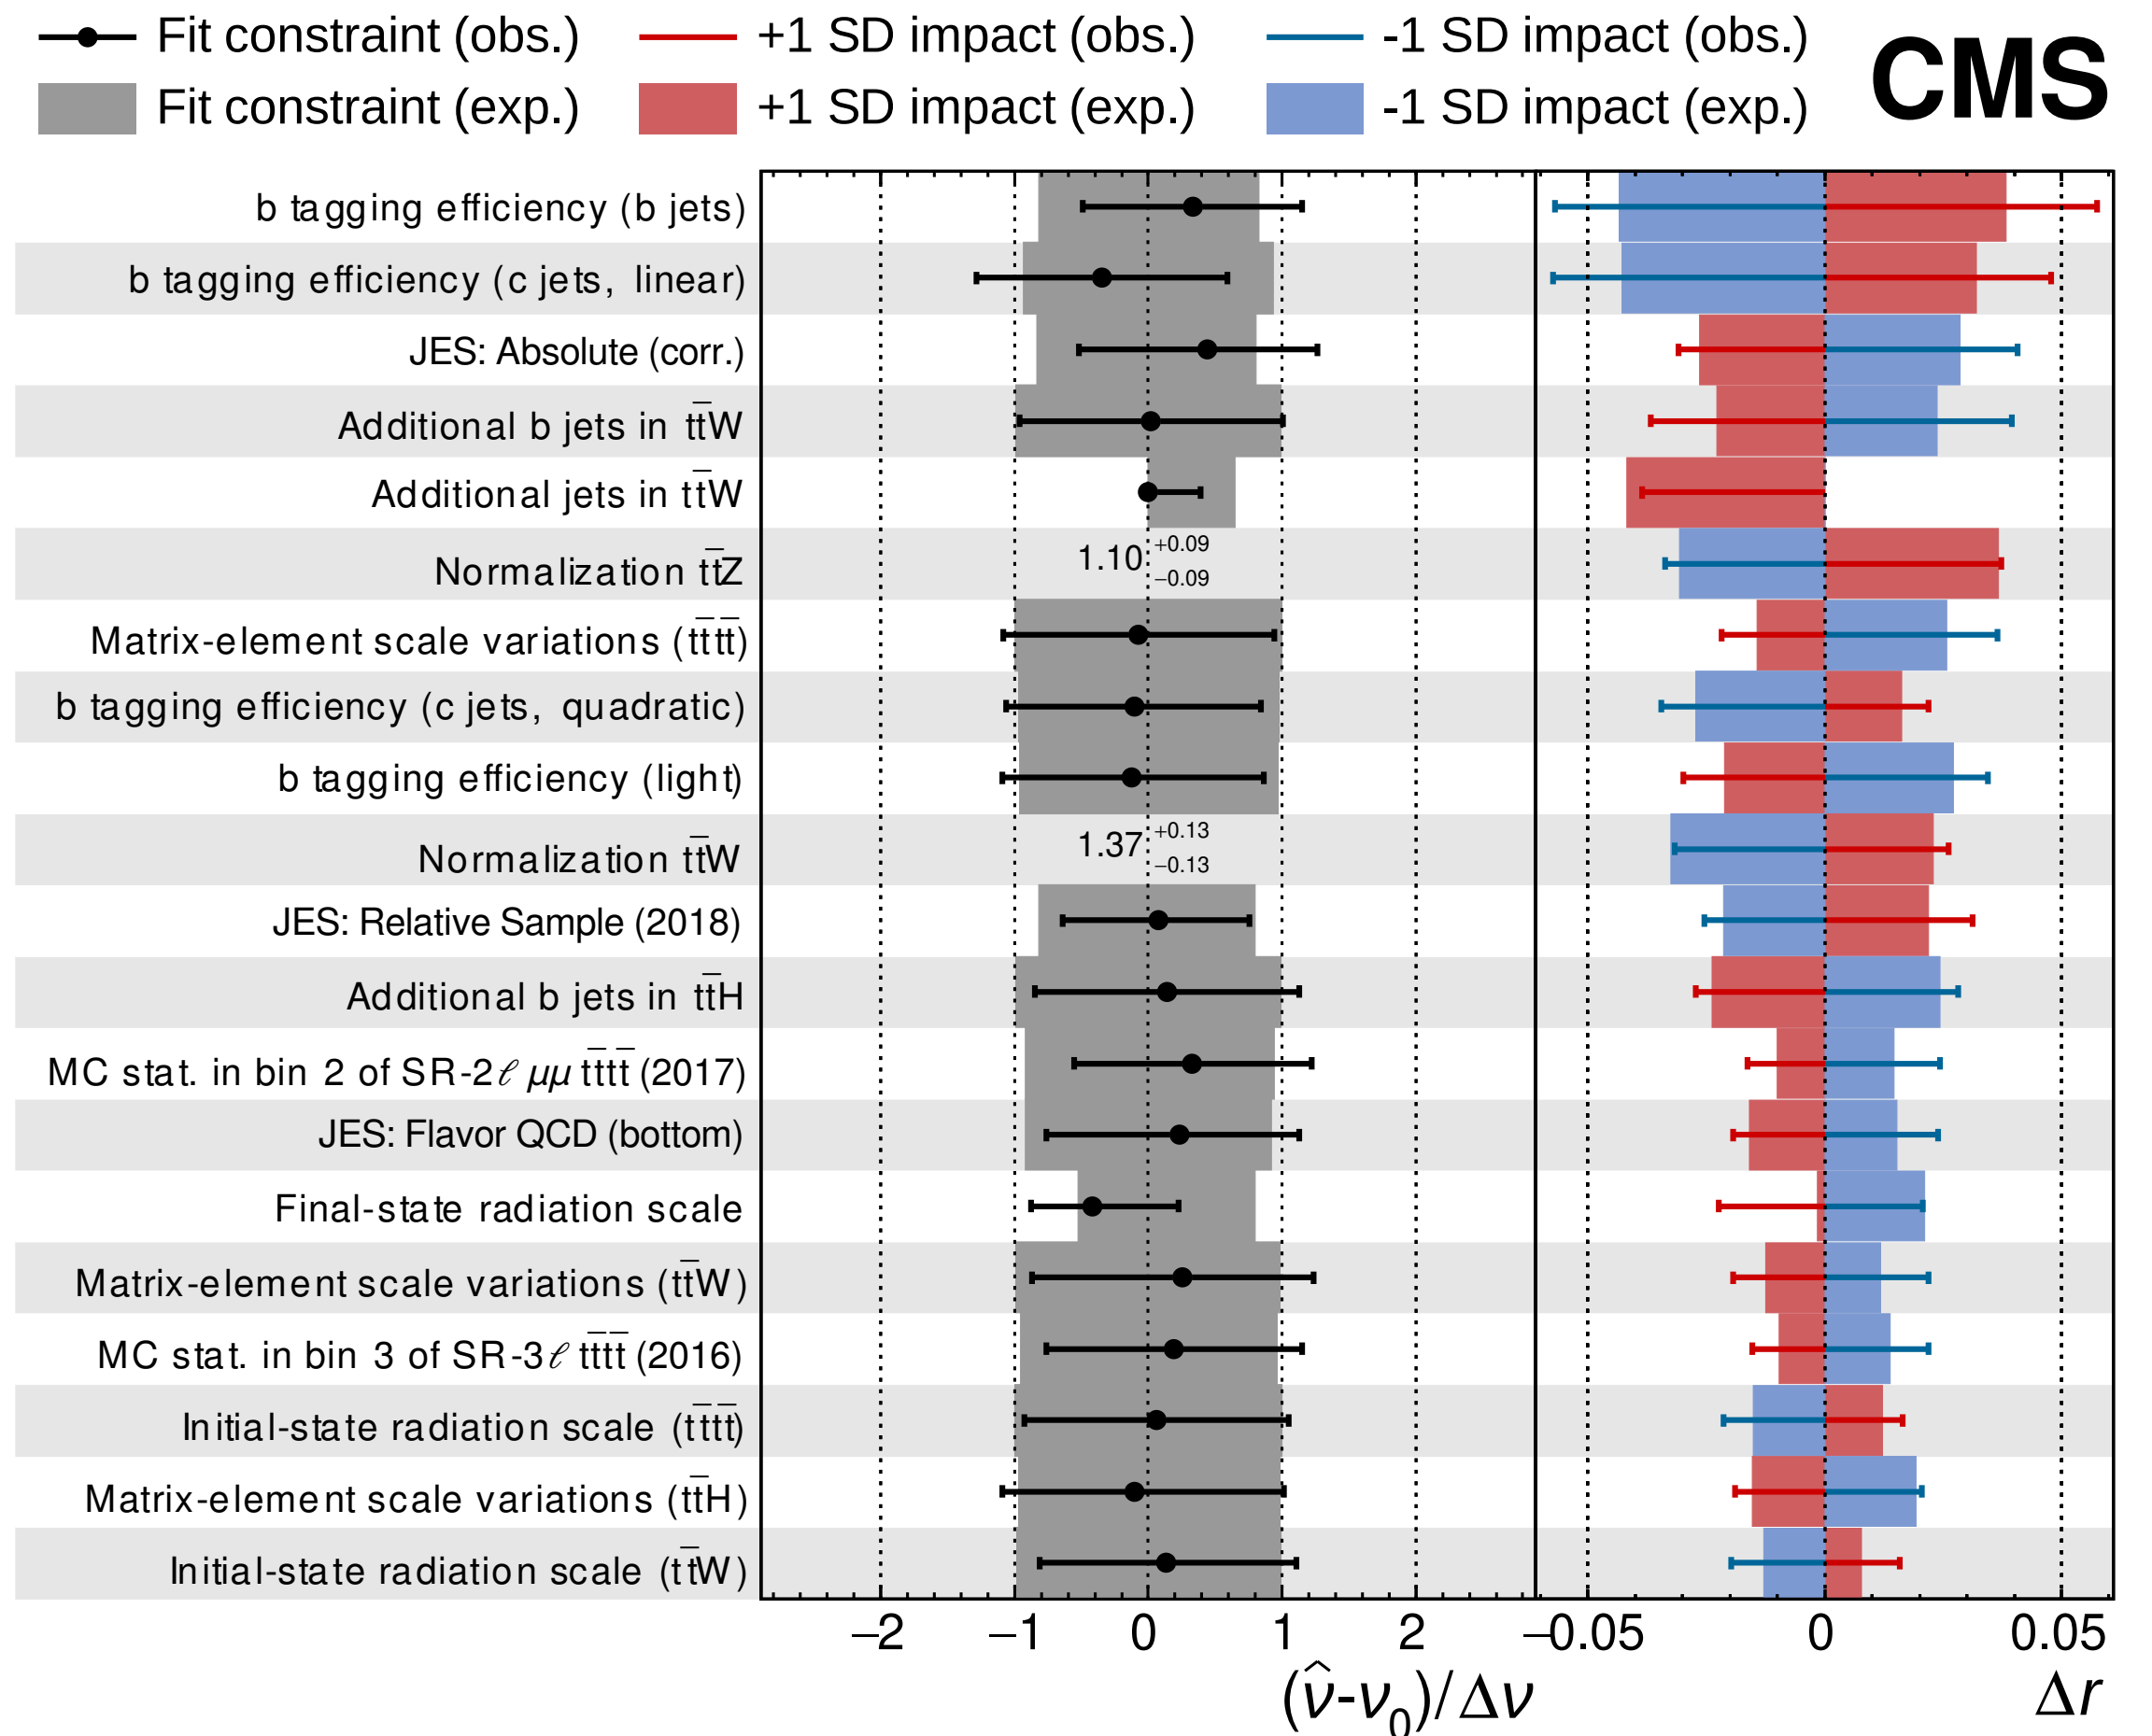 Fit constraint (obs.) +1 SD impact (obs.) -1 SD impact (obs.) CMS
Fit constraint (exp.) +1 SD impact (exp.) -1 SD impact (exp.)
b tagging efficiency (b jets)
b tagging efficiency (c jets, linear)
JES: Absolute (corr.)
Additional b jets in tt̅W
Additional jets in tt̅W
Normalization tt̅Z 1.10 +0.09 −0.09
Matrix-element scale variations (tt̅tt̅)
b tagging efficiency (c jets, quadratic)
b tagging efficiency (light)
Normalization tt̅W 1.37 +0.13 −0.13
JES: Relative Sample (2018)
Additional b jets in tt̅H
MC stat. in bin 2 of SR-2ℓ μμ tt̅tt̅ (2017)
JES: Flavor QCD (bottom)
Final-state radiation scale
Matrix-element scale variations (tt̅W)
MC stat. in bin 3 of SR-3ℓ tt̅tt̅ (2016)
Initial-state radiation scale (tt̅tt̅)
Matrix-element scale variations (tt̅H)
Initial-state radiation scale (tt̅W)
−2 −1 0 1 2 −0.05 0 0.05
(ν̂-ν₀)/Δν Δr